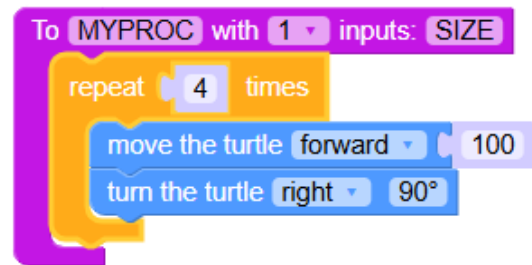 To MYPROC with 1 inputs: SIZE
repeat 4 times
move the turtle forward 100
turn the turtle right 90°